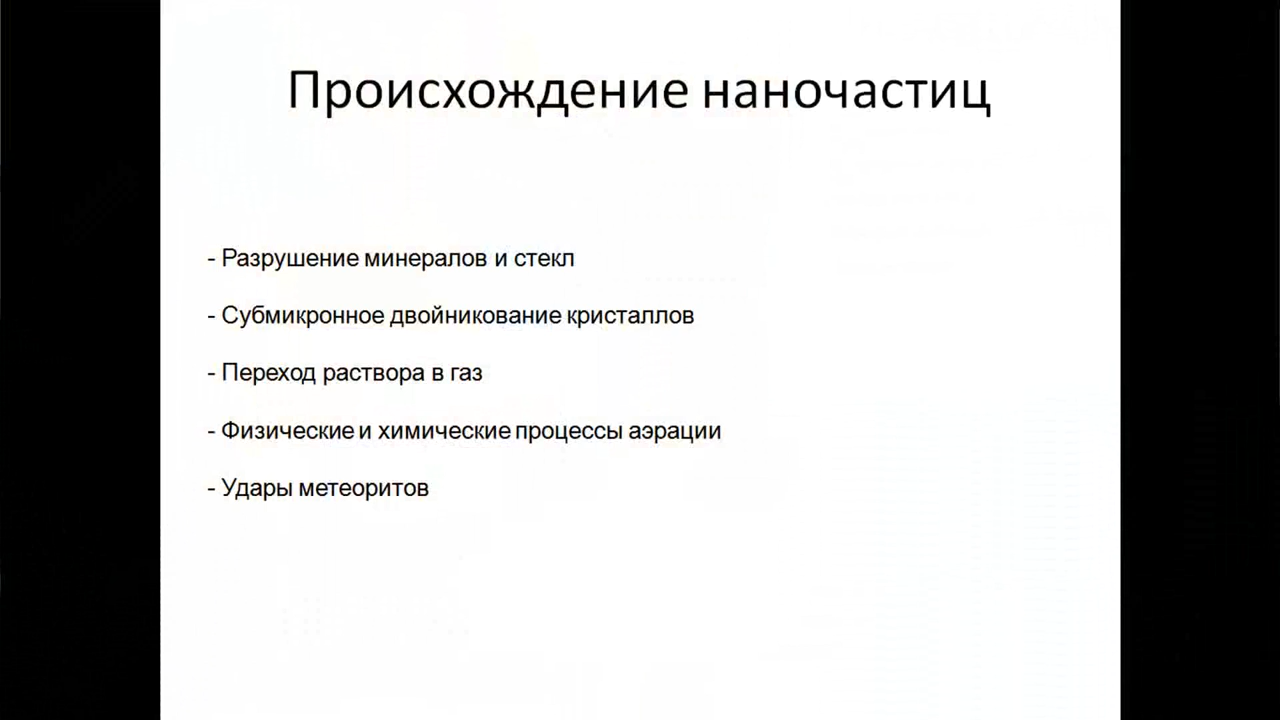 Происхождение наночастиц
- Разрушение минералов и стекл
- Субмикронное двойникование кристаллов
- Переход раствора в газ
- Физические и химические процессы аэрации
- Удары метеоритов